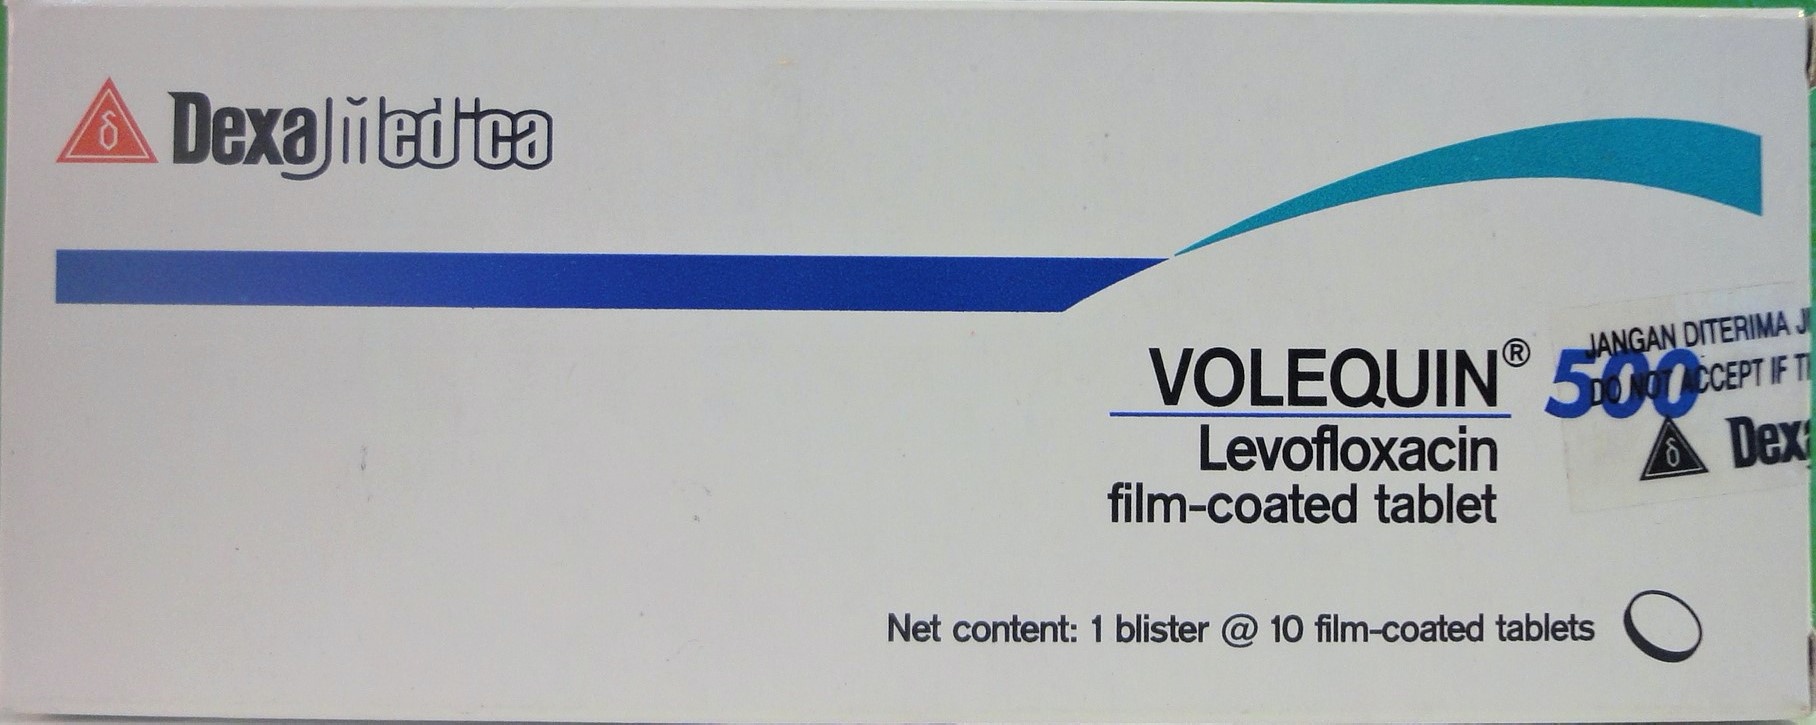 δ DexaMedica
VOLEQUIN® 500
Levofloxacin
film-coated tablet
JANGAN DITERIMA
DO NOT ACCEPT IF
δ Dexa
Net content: 1 blister @ 10 film-coated tablets